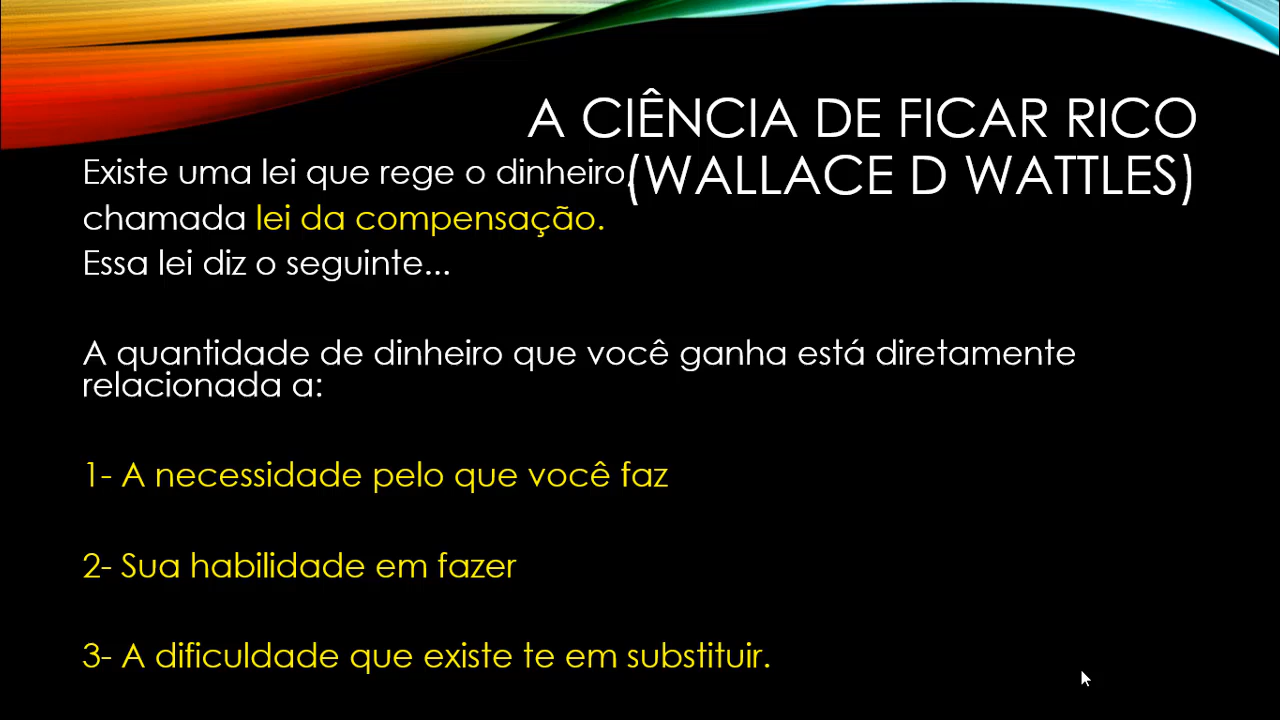 A CIÊNCIA DE FICAR RICO
(WALLACE D WATTLES)
Existe uma lei que rege o dinheiro,
chamada lei da compensação.
Essa lei diz o seguinte...
A quantidade de dinheiro que você ganha está diretamente
relacionada a:
1- A necessidade pelo que você faz
2- Sua habilidade em fazer
3- A dificuldade que existe te em substituir.